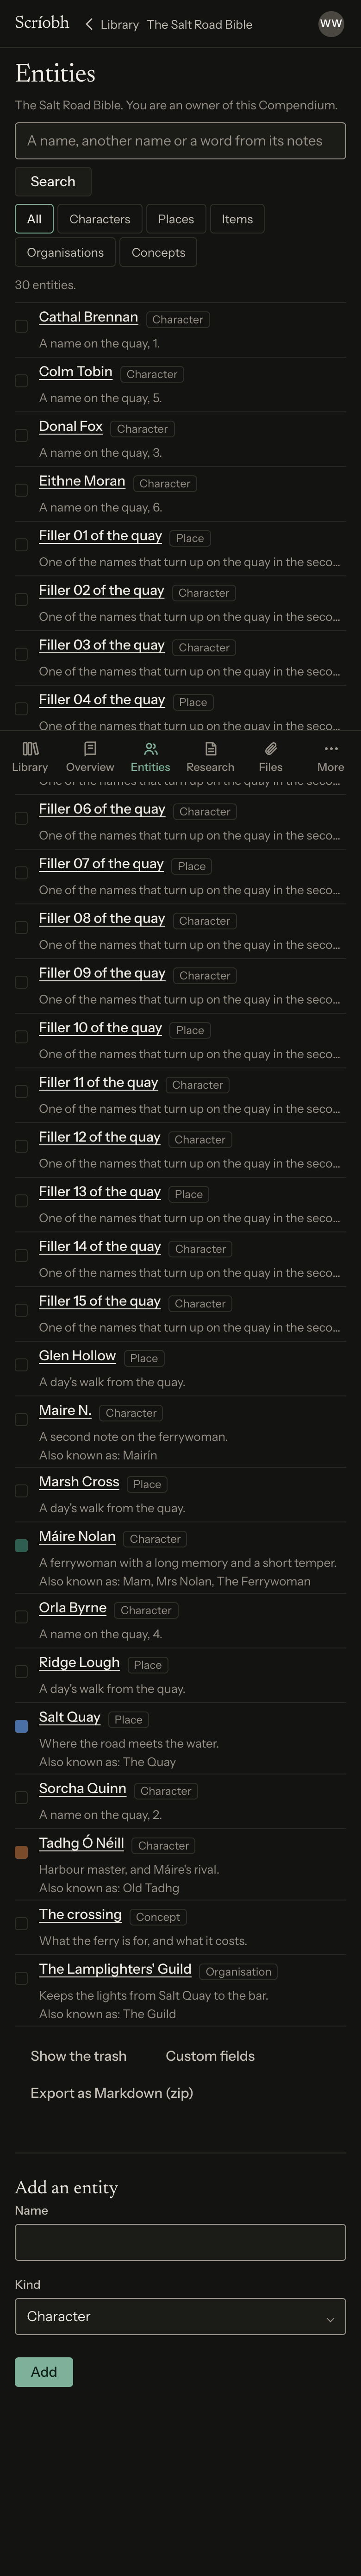 Scríobh
Library The Salt Road Bible
WW
Entities
The Salt Road Bible. You are an owner of this Compendium.
A name, another name or a word from its notes
Search
All Characters Places Items
Organisations Concepts
30 entities.
Cathal Brennan Character
A name on the quay, 1.
Colm Tobin Character
A name on the quay, 5.
Donal Fox Character
A name on the quay, 3.
Eithne Moran Character
A name on the quay, 6.
Filler 01 of the quay Place
One of the names that turn up on the quay in the seco...
Filler 02 of the quay Character
One of the names that turn up on the quay in the seco...
Filler 03 of the quay Character
One of the names that turn up on the quay in the seco...
Filler 04 of the quay Place
One of the names that turn up on the quay in the seco...
Library Overview Entities Research Files More
One of the names that turn up on the quay in the seco...
Filler 06 of the quay Character
One of the names that turn up on the quay in the seco...
Filler 07 of the quay Place
One of the names that turn up on the quay in the seco...
Filler 08 of the quay Character
One of the names that turn up on the quay in the seco...
Filler 09 of the quay Character
One of the names that turn up on the quay in the seco...
Filler 10 of the quay Place
One of the names that turn up on the quay in the seco...
Filler 11 of the quay Character
One of the names that turn up on the quay in the seco...
Filler 12 of the quay Character
One of the names that turn up on the quay in the seco...
Filler 13 of the quay Place
One of the names that turn up on the quay in the seco...
Filler 14 of the quay Character
One of the names that turn up on the quay in the seco...
Filler 15 of the quay Character
One of the names that turn up on the quay in the seco...
Glen Hollow Place
A day's walk from the quay.
Maire N. Character
A second note on the ferrywoman.
Also known as: Mairín
Marsh Cross Place
A day's walk from the quay.
Máire Nolan Character
A ferrywoman with a long memory and a short temper.
Also known as: Mam, Mrs Nolan, The Ferrywoman
Orla Byrne Character
A name on the quay, 4.
Ridge Lough Place
A day's walk from the quay.
Salt Quay Place
Where the road meets the water.
Also known as: The Quay
Sorcha Quinn Character
A name on the quay, 2.
Tadhg Ó Néill Character
Harbour master, and Máire's rival.
Also known as: Old Tadhg
The crossing Concept
What the ferry is for, and what it costs.
The Lamplighters' Guild Organisation
Keeps the lights from Salt Quay to the bar.
Also known as: The Guild
Show the trash Custom fields
Export as Markdown (zip)
Add an entity
Name
Kind
Character
Add